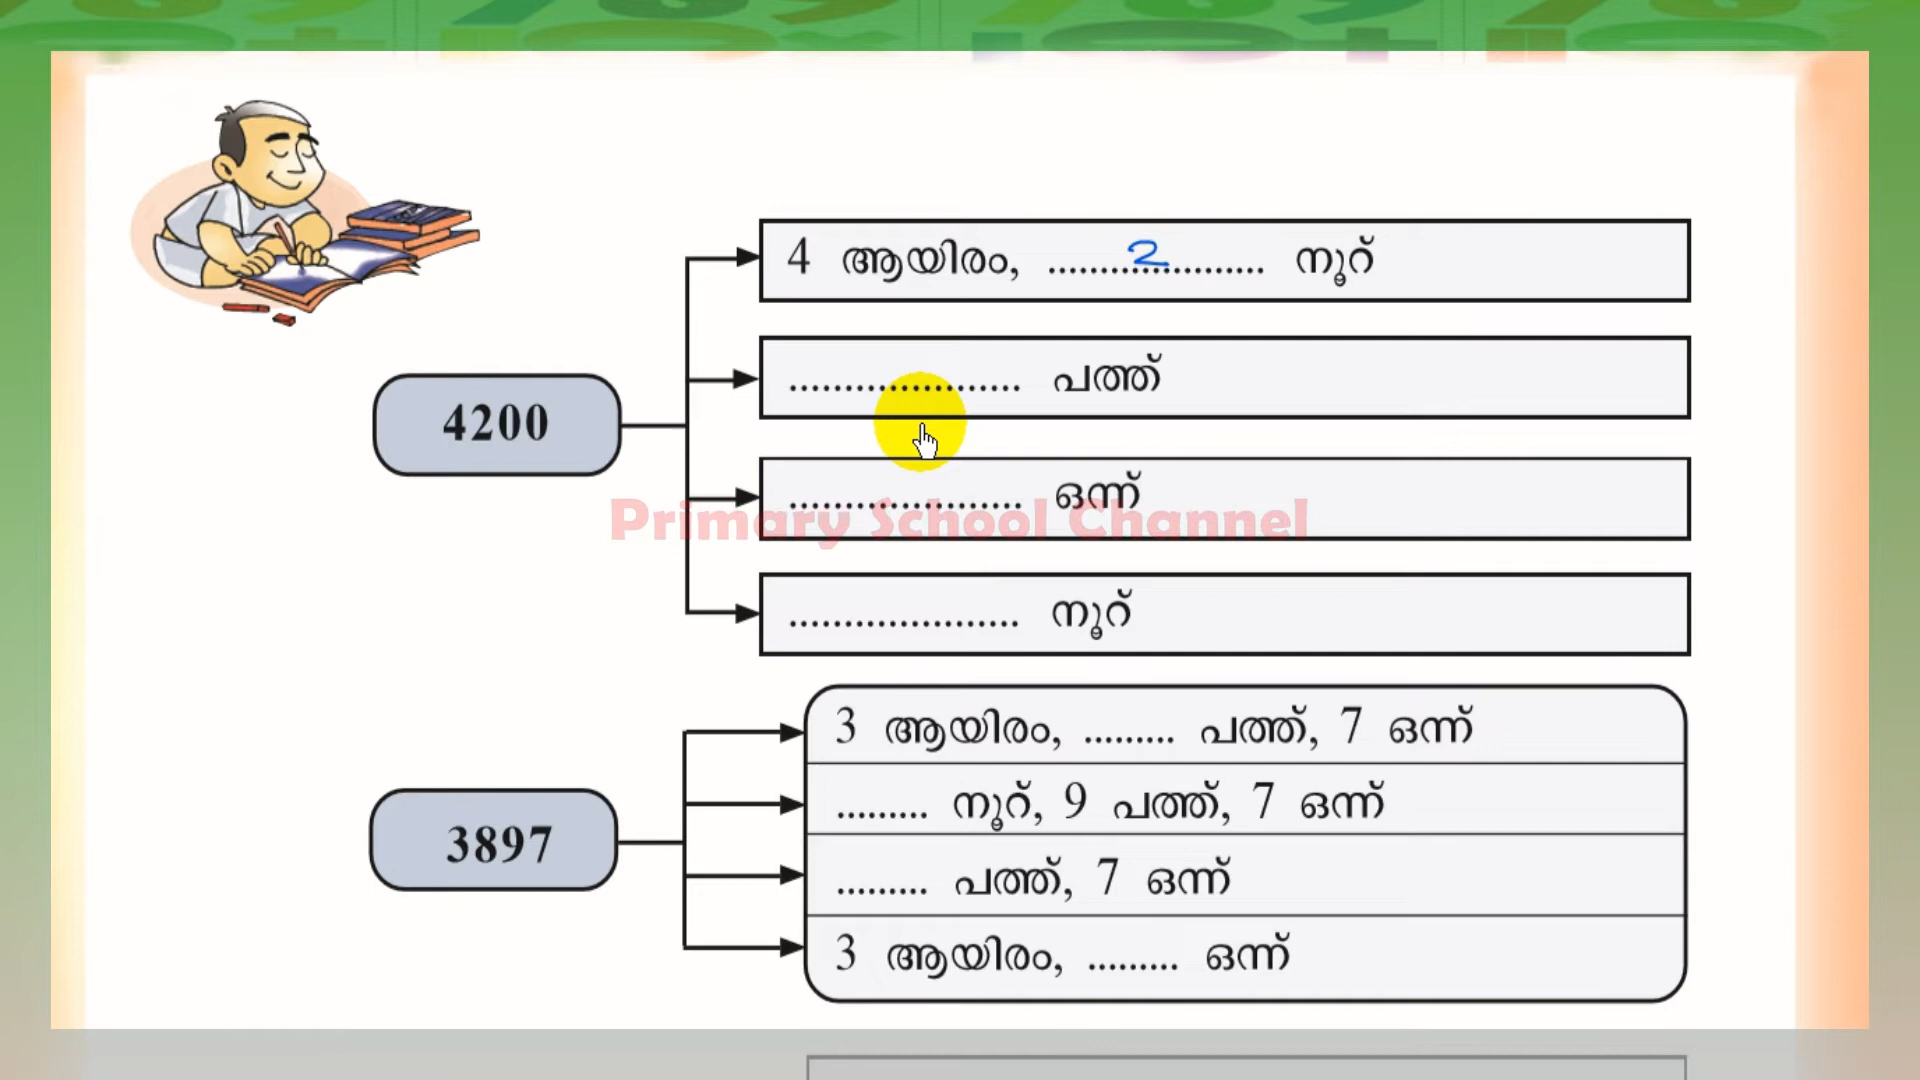 4 ആയിരം, ........2............ നൂറ്
..................... പത്ത്
4200
..................... ഒന്ന്
Primary School Channel
..................... നൂറ്
3 ആയിരം, ......... പത്ത്, 7 ഒന്ന്
......... നൂറ്, 9 പത്ത്, 7 ഒന്ന്
3897
......... പത്ത്, 7 ഒന്ന്
3 ആയിരം, ......... ഒന്ന്